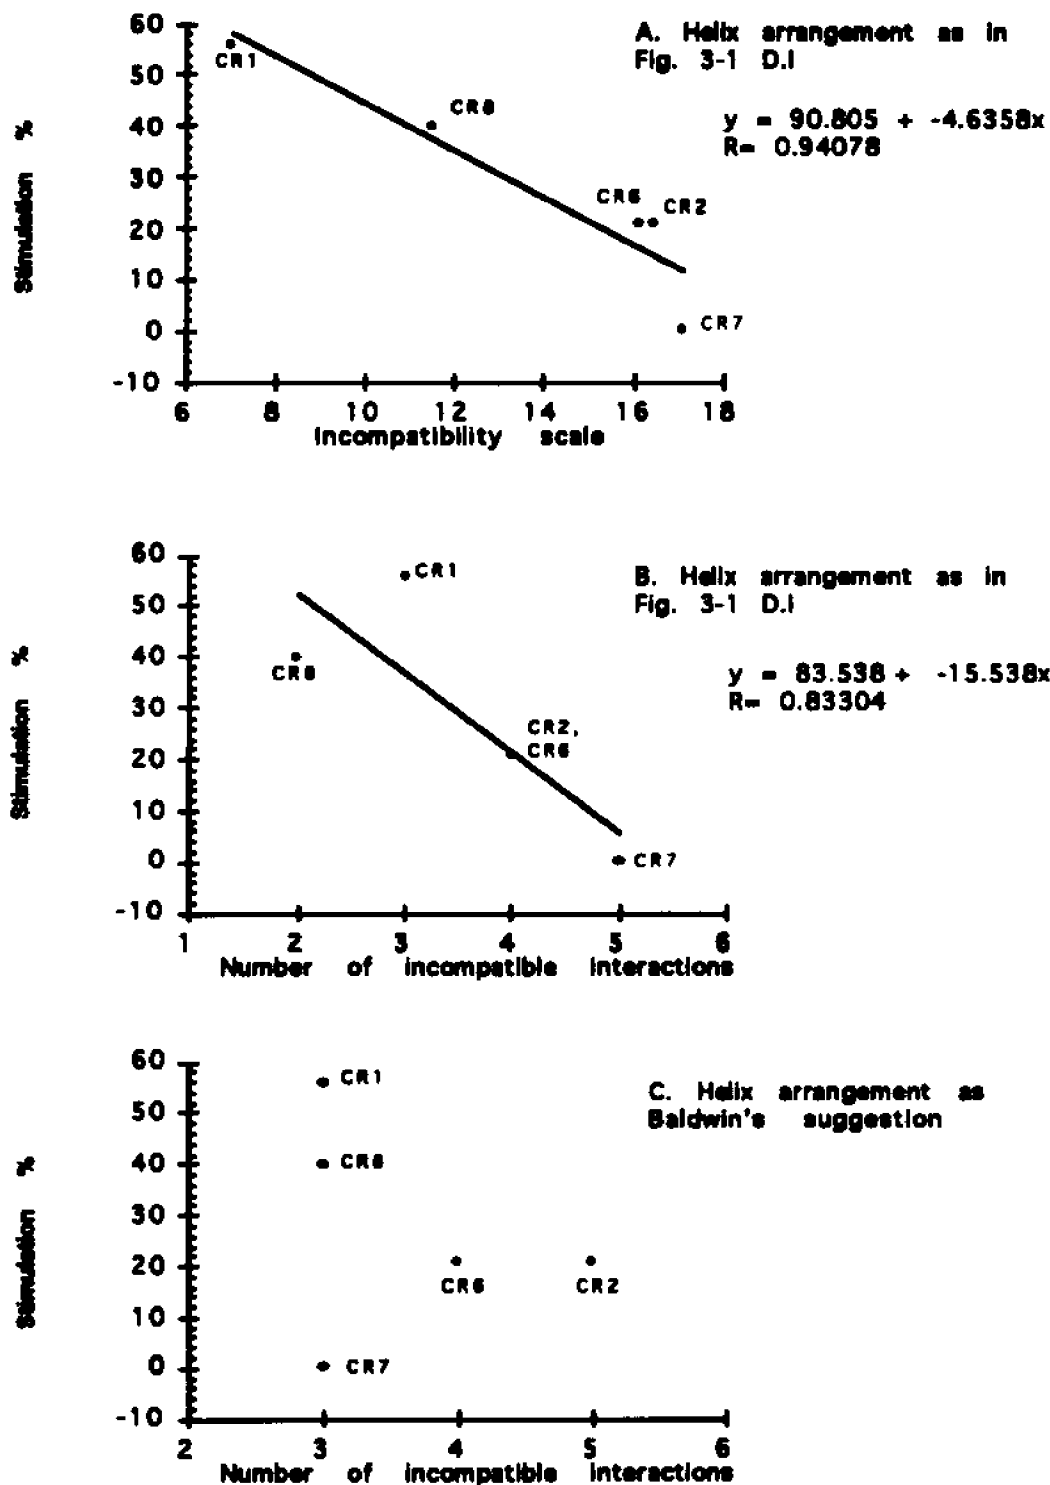 A. Helix arrangement as in
Fig. 3-1 D.I
y = 90.805 + -4.6358x
R= 0.94078
Stimulation %
60
50
40
30
20
10
0
-10
CR1
CR8
CR6
CR2
CR7
6 8 10 12 14 16 18
Incompatibility scale
B. Helix arrangement as in
Fig. 3-1 D.I
y = 83.538 + -15.538x
R= 0.83304
Stimulation %
60
50
40
30
20
10
0
-10
CR1
CR8
CR2,
CR6
CR7
1 2 3 4 5 6
Number of incompatible interactions
C. Helix arrangement as
Baldwin's suggestion
Stimulation %
60
50
40
30
20
10
0
-10
CR1
CR8
CR6
CR2
CR7
2 3 4 5 6
Number of incompatible interactions